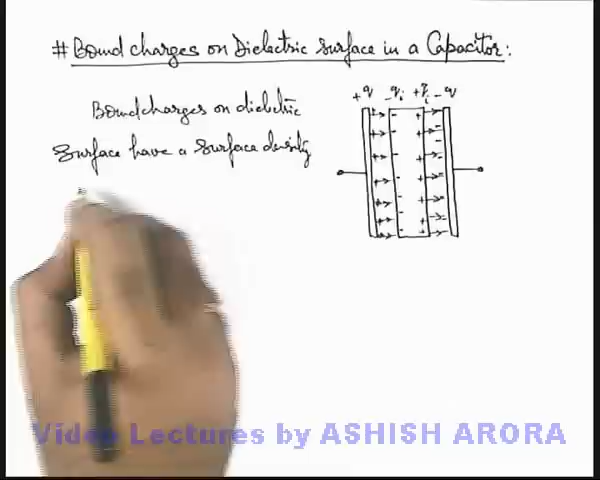 # Bound charges on Dielectric surface in a Capacitor:
+q -qi +qi -q
Bound charges on dielectric
surface have a surface density
Video Lectures by ASHISH ARORA